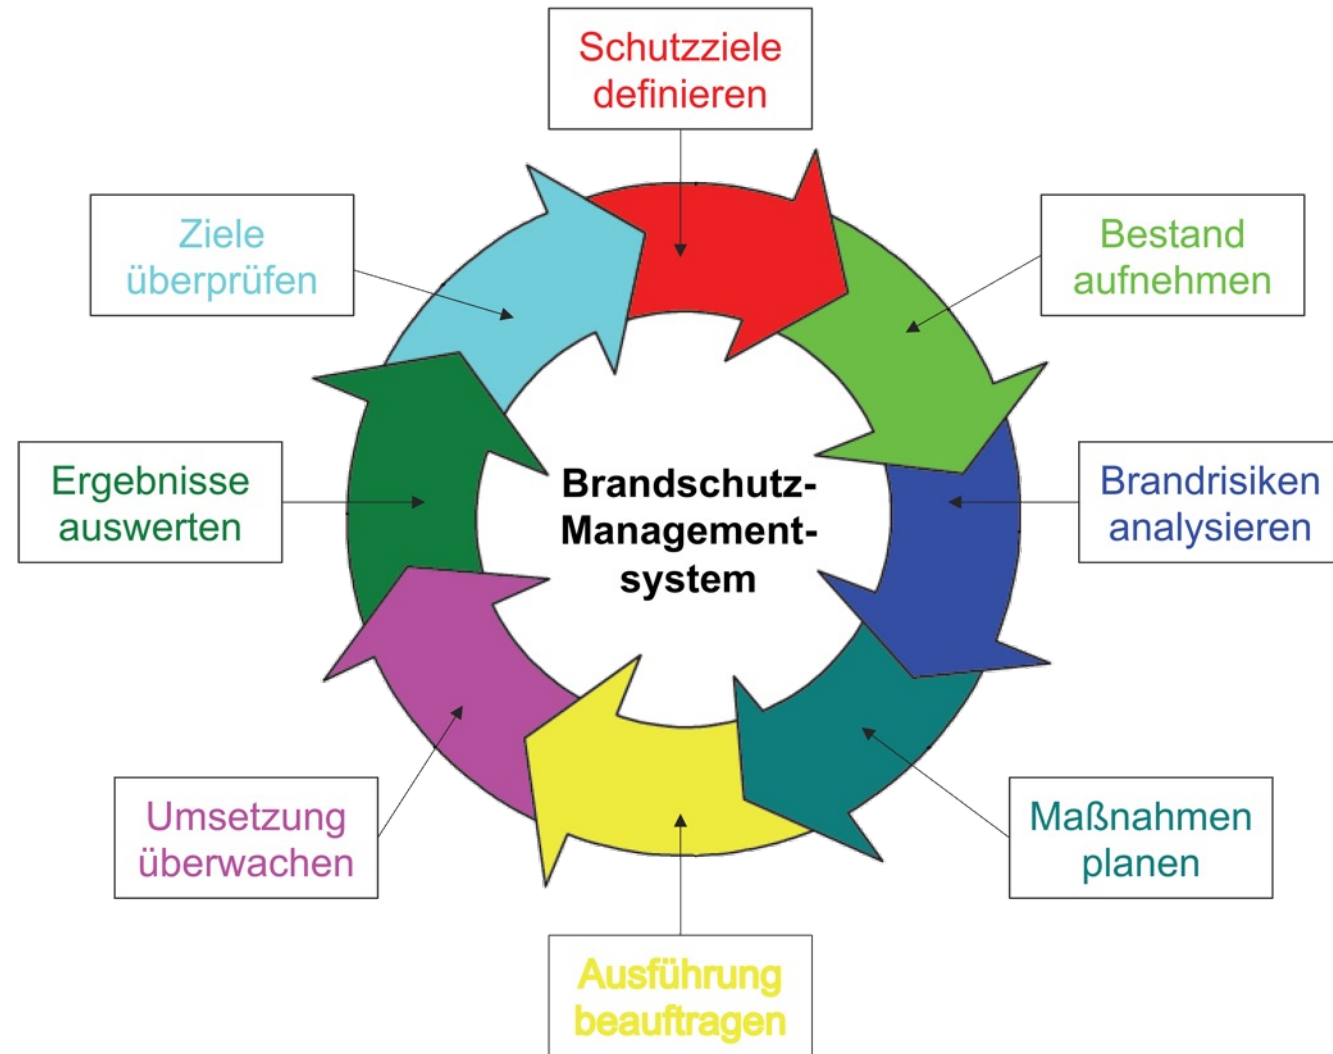 Schutzziele
definieren
Bestand
aufnehmen
Brandrisiken
analysieren
Maßnahmen
planen
Ausführung
beauftragen
Umsetzung
überwachen
Ergebnisse
auswerten
Ziele
überprüfen
Brandschutz-
Management-
system